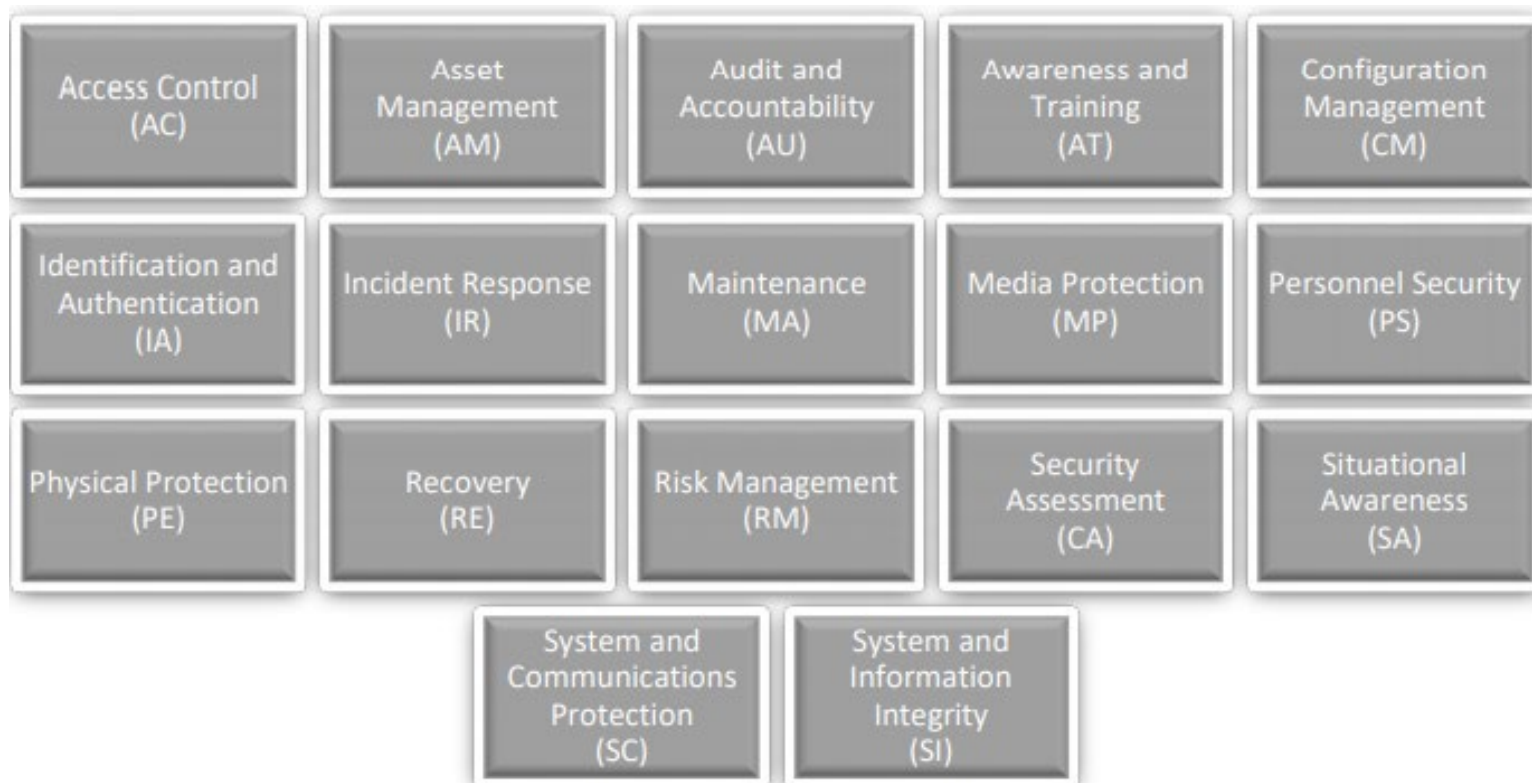 Access Control
(AC)
Asset
Management
(AM)
Audit and
Accountability
(AU)
Awareness and
Training
(AT)
Configuration
Management
(CM)
Identification and
Authentication
(IA)
Incident Response
(IR)
Maintenance
(MA)
Media Protection
(MP)
Personnel Security
(PS)
Physical Protection
(PE)
Recovery
(RE)
Risk Management
(RM)
Security
Assessment
(CA)
Situational
Awareness
(SA)
System and
Communications
Protection
(SC)
System and
Information
Integrity
(SI)